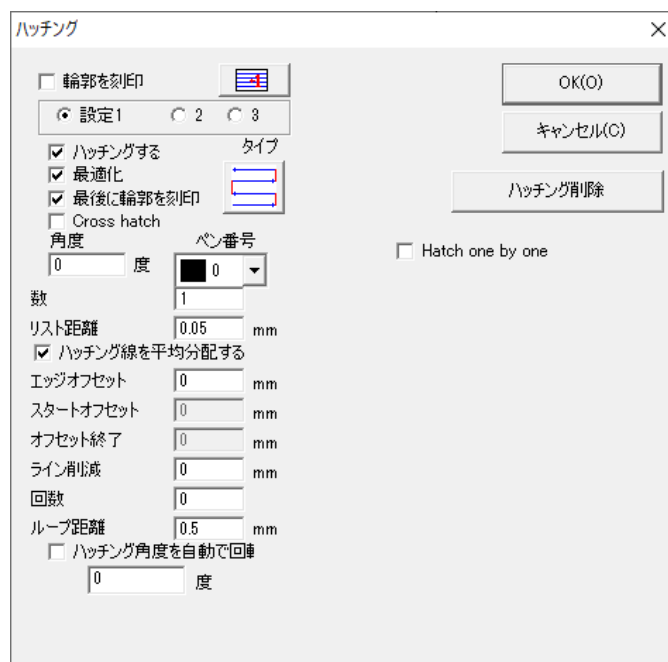 ハッチング
輪郭を刻印
OK(O)
設定1 2 3
キャンセル(C)
ハッチングする タイプ
最適化
最後に輪郭を刻印
ハッチング削除
Cross hatch
角度 ペン番号
Hatch one by one
0 度 0
数 1
リスト距離 0.05 mm
ハッチング線を平均分配する
エッジオフセット 0 mm
スタートオフセット 0 mm
オフセット終了 0 mm
ライン削減 0 mm
回数 0
ループ距離 0.5 mm
ハッチング角度を自動で回転
0 度